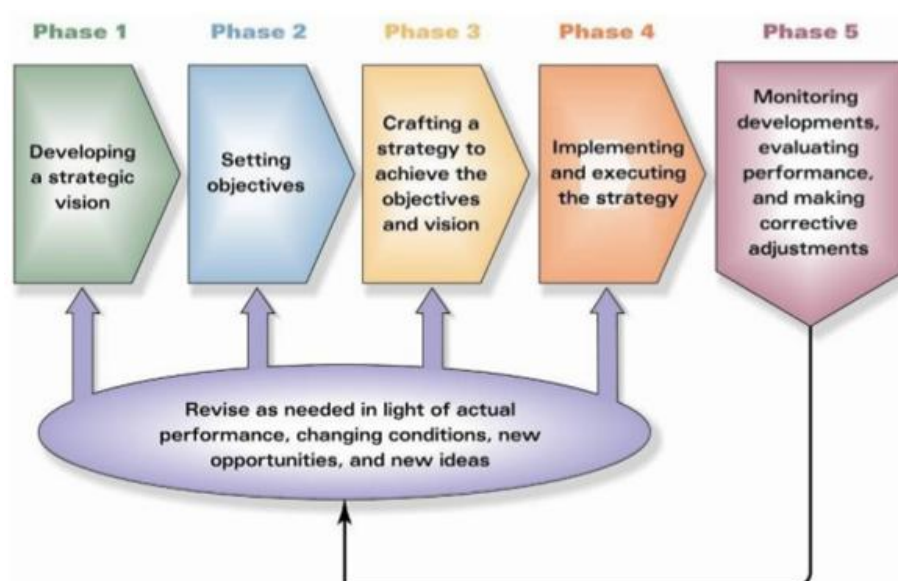 Phase 1
Phase 2
Phase 3
Phase 4
Phase 5
Developing
a strategic
vision
Setting
objectives
Crafting a
strategy to
achieve the
objectives
and vision
Implementing
and executing
the strategy
Monitoring
developments,
evaluating
performance,
and making
corrective
adjustments
Revise as needed in light of actual
performance, changing conditions, new
opportunities, and new ideas